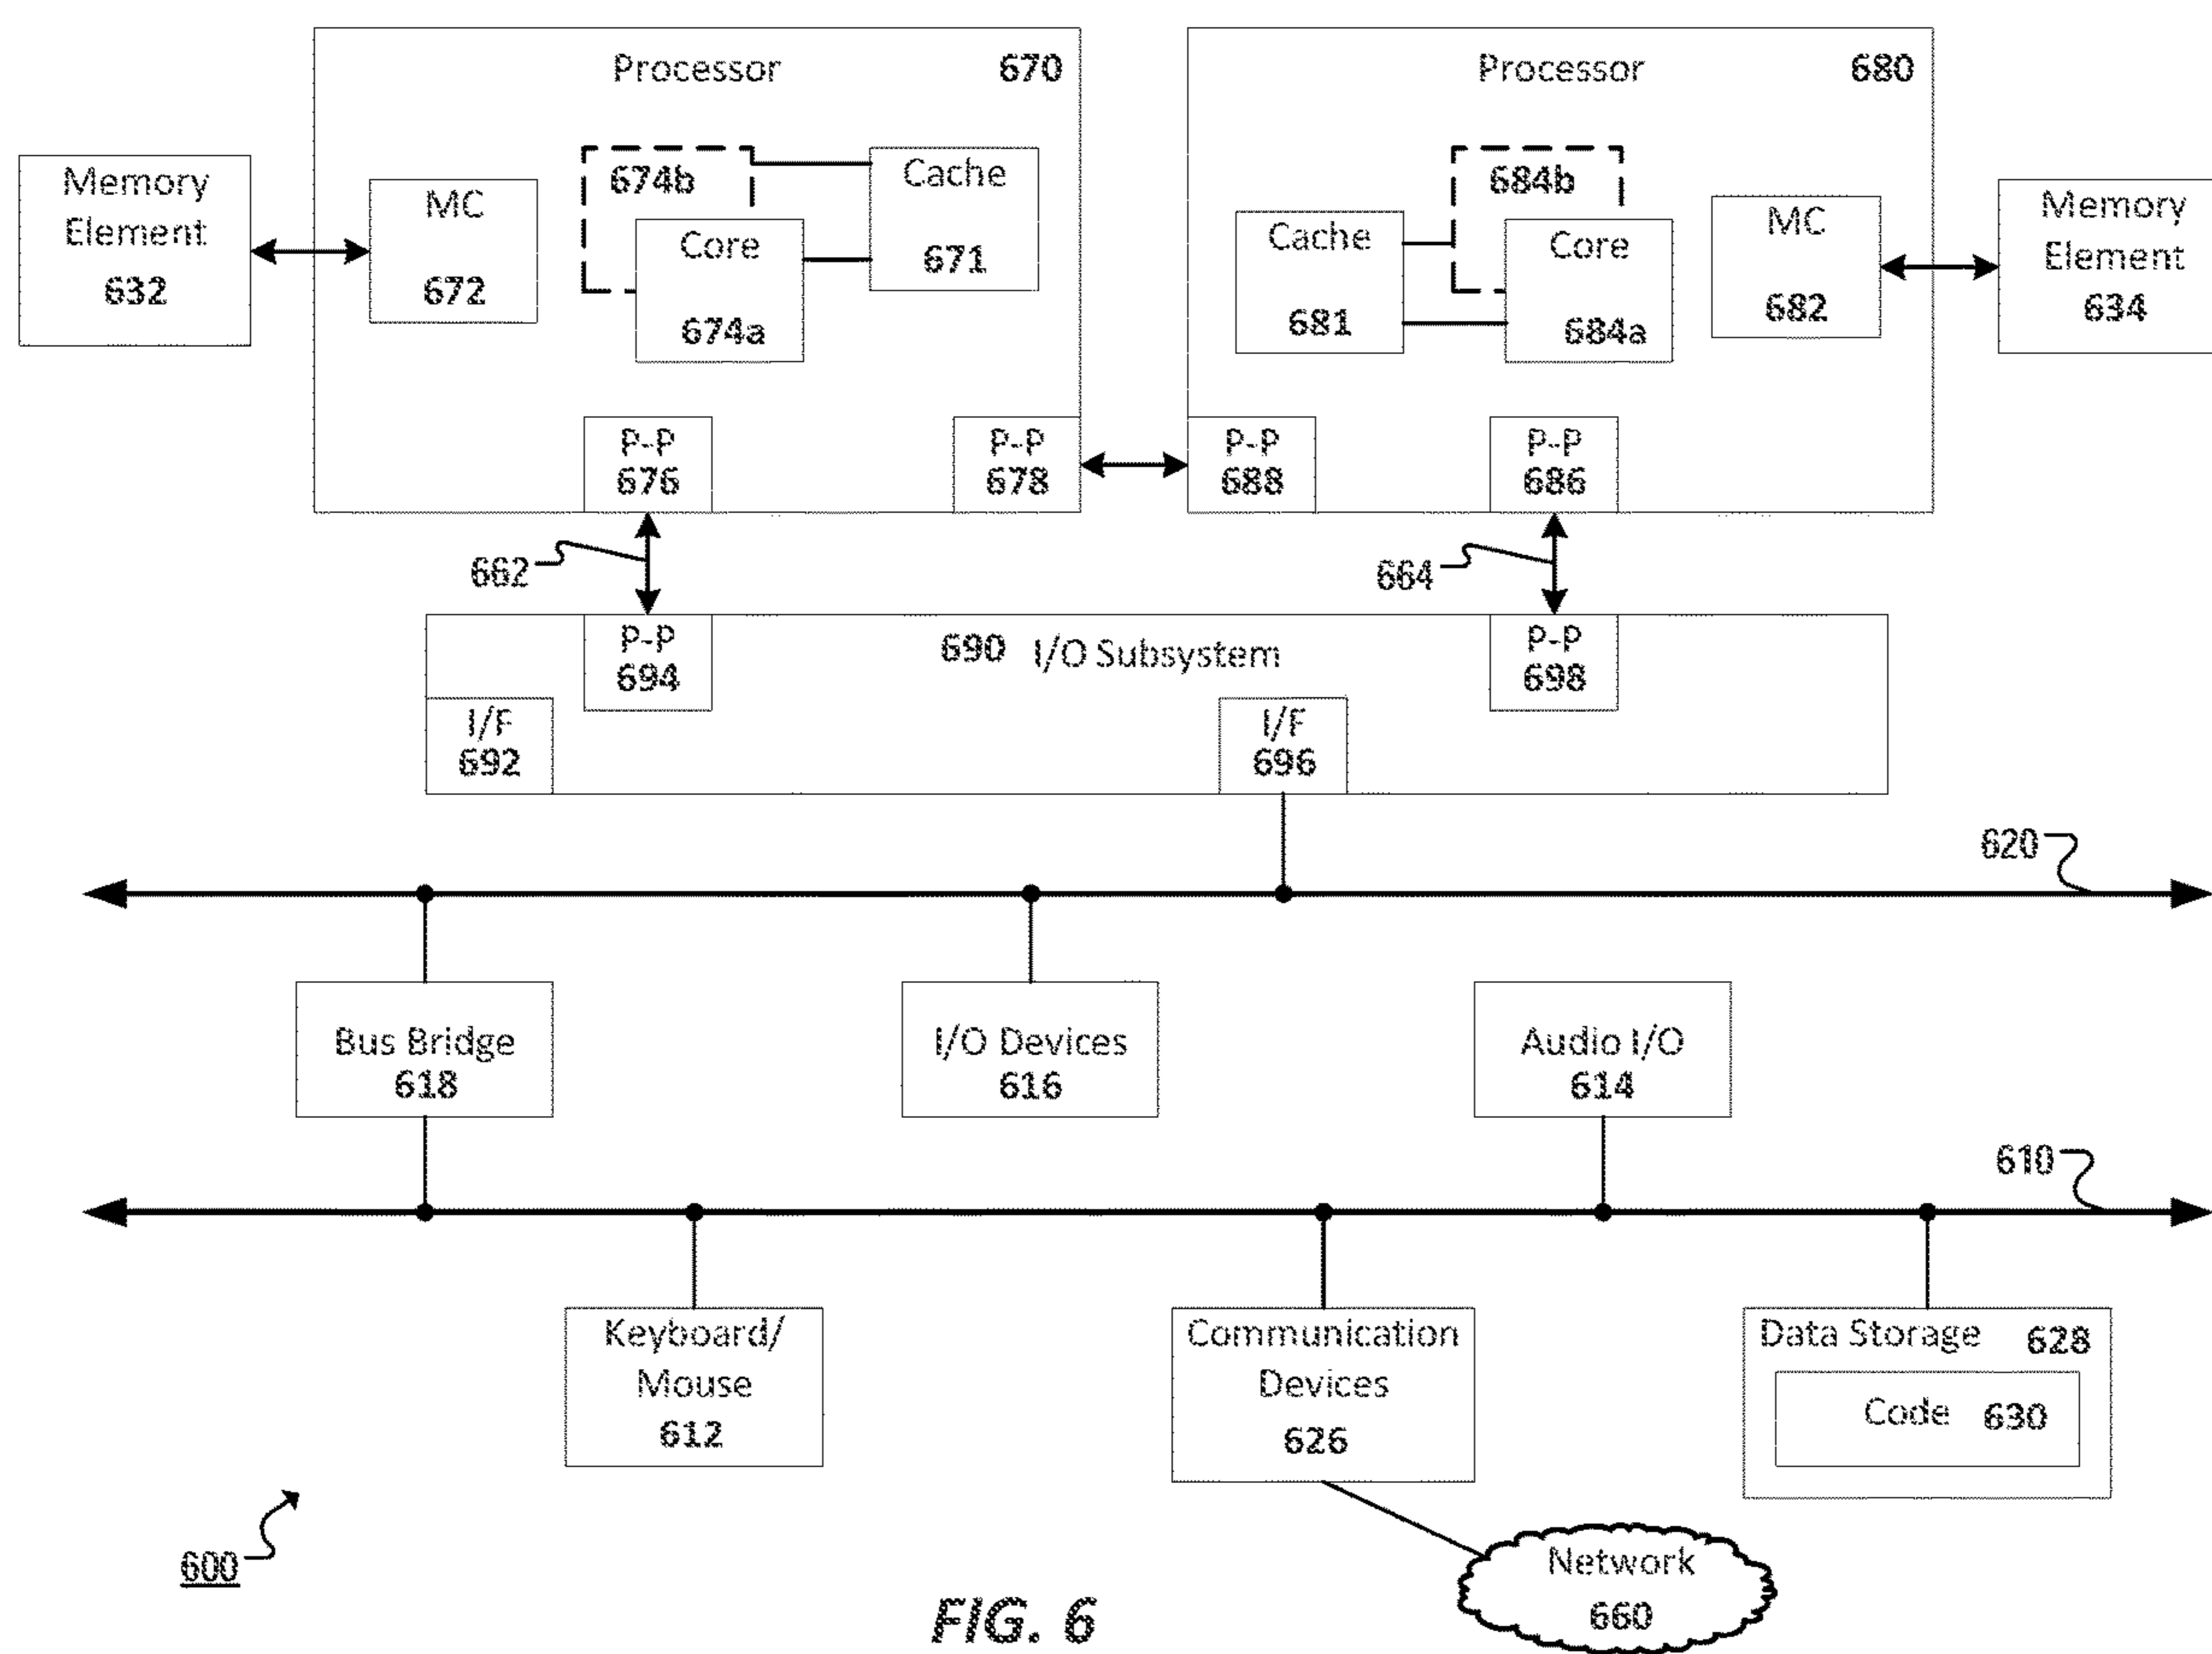 Processor 670
Processor 680
Memory Element 632
MC 672
674b
Core 674a
Cache 671
Cache 681
684b
Core 684a
MC 682
Memory Element 634
P-P 676
P-P 678
P-P 688
P-P 686
662
664
P-P 694
690 I/O Subsystem
P-P 698
I/F 692
I/F 696
620
Bus Bridge 618
I/O Devices 616
Audio I/O 614
610
Keyboard/ Mouse 612
Communication Devices 626
Data Storage 628
Code 630
600
Network 660
FIG. 6